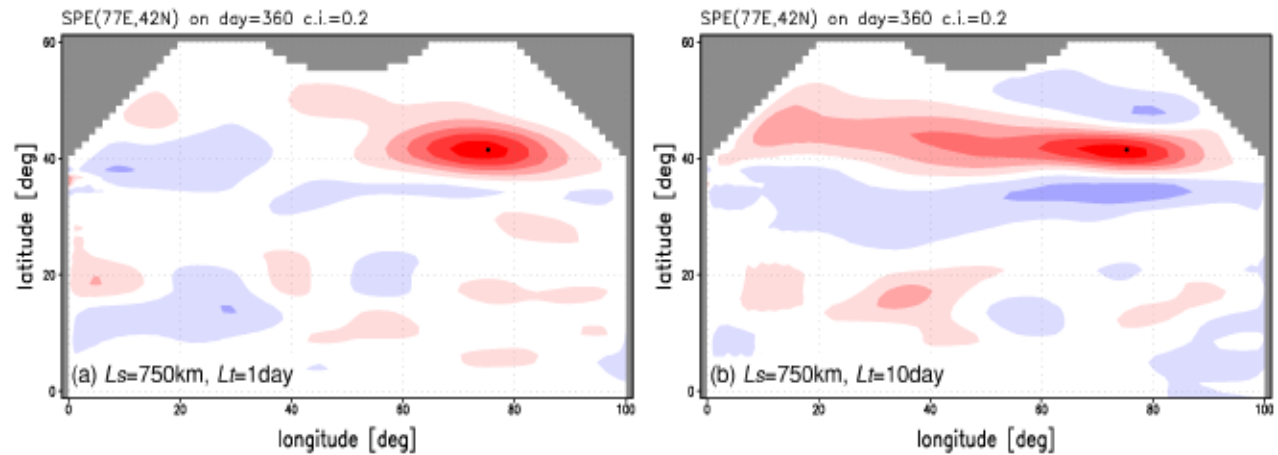 SPE(77E,42N) on day=360 c.i.=0.2
60
40
20
0
latitude [deg]
(a) Ls=750km, Lt=1day
0 20 40 60 80 100
longitude [deg]
SPE(77E,42N) on day=360 c.i.=0.2
60
40
20
0
latitude [deg]
(b) Ls=750km, Lt=10day
0 20 40 60 80 100
longitude [deg]